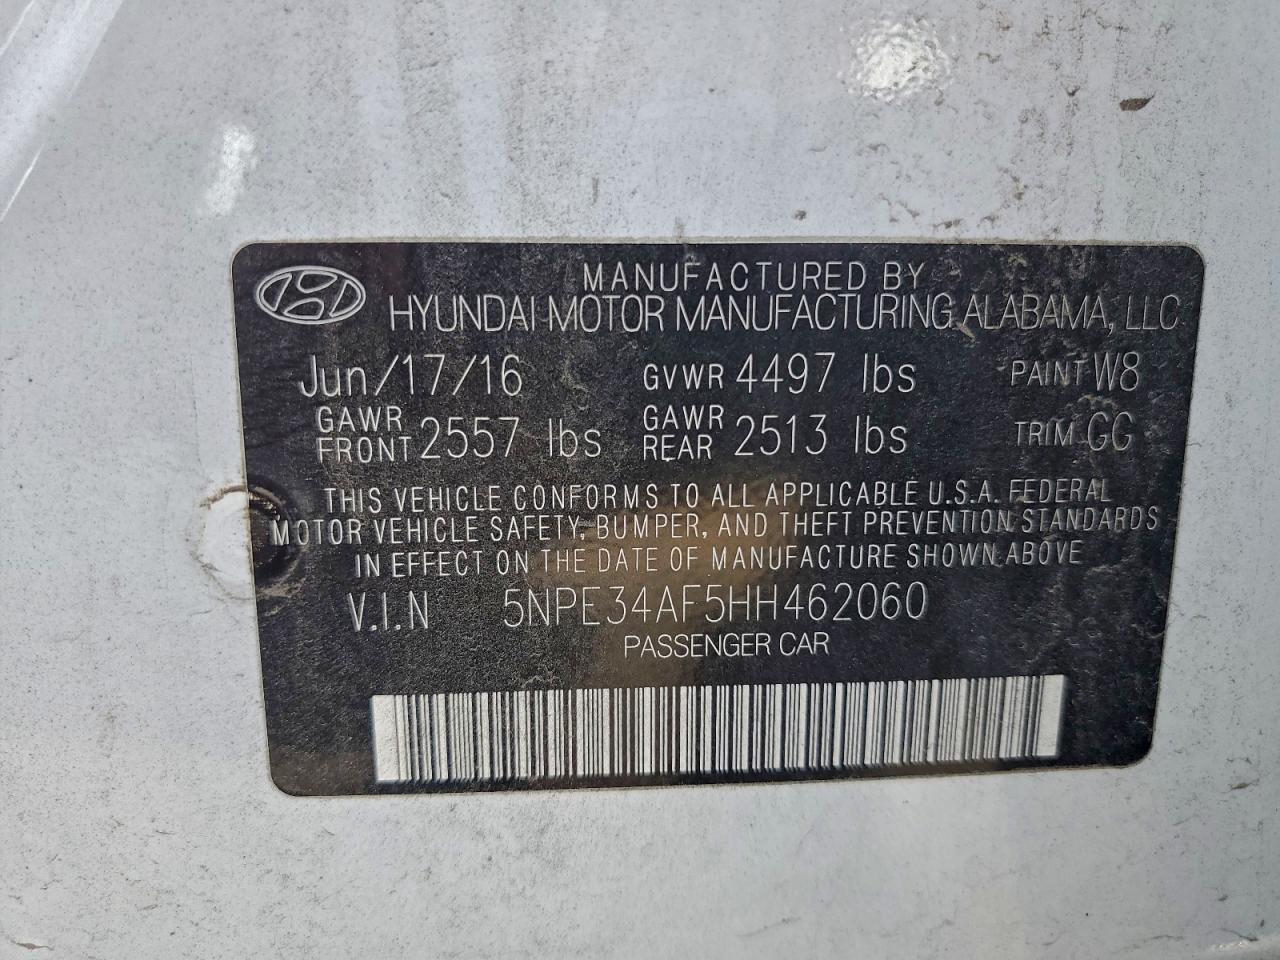 MANUFACTURED BY
HYUNDAI MOTOR MANUFACTURING ALABAMA, LLC
Jun/17/16 GVWR 4497 lbs PAINT W8
GAWR FRONT 2557 lbs GAWR REAR 2513 lbs TRIM GG
THIS VEHICLE CONFORMS TO ALL APPLICABLE U.S.A. FEDERAL
MOTOR VEHICLE SAFETY, BUMPER, AND THEFT PREVENTION STANDARDS
IN EFFECT ON THE DATE OF MANUFACTURE SHOWN ABOVE
V.I.N 5NPE34AF5HH462060
PASSENGER CAR